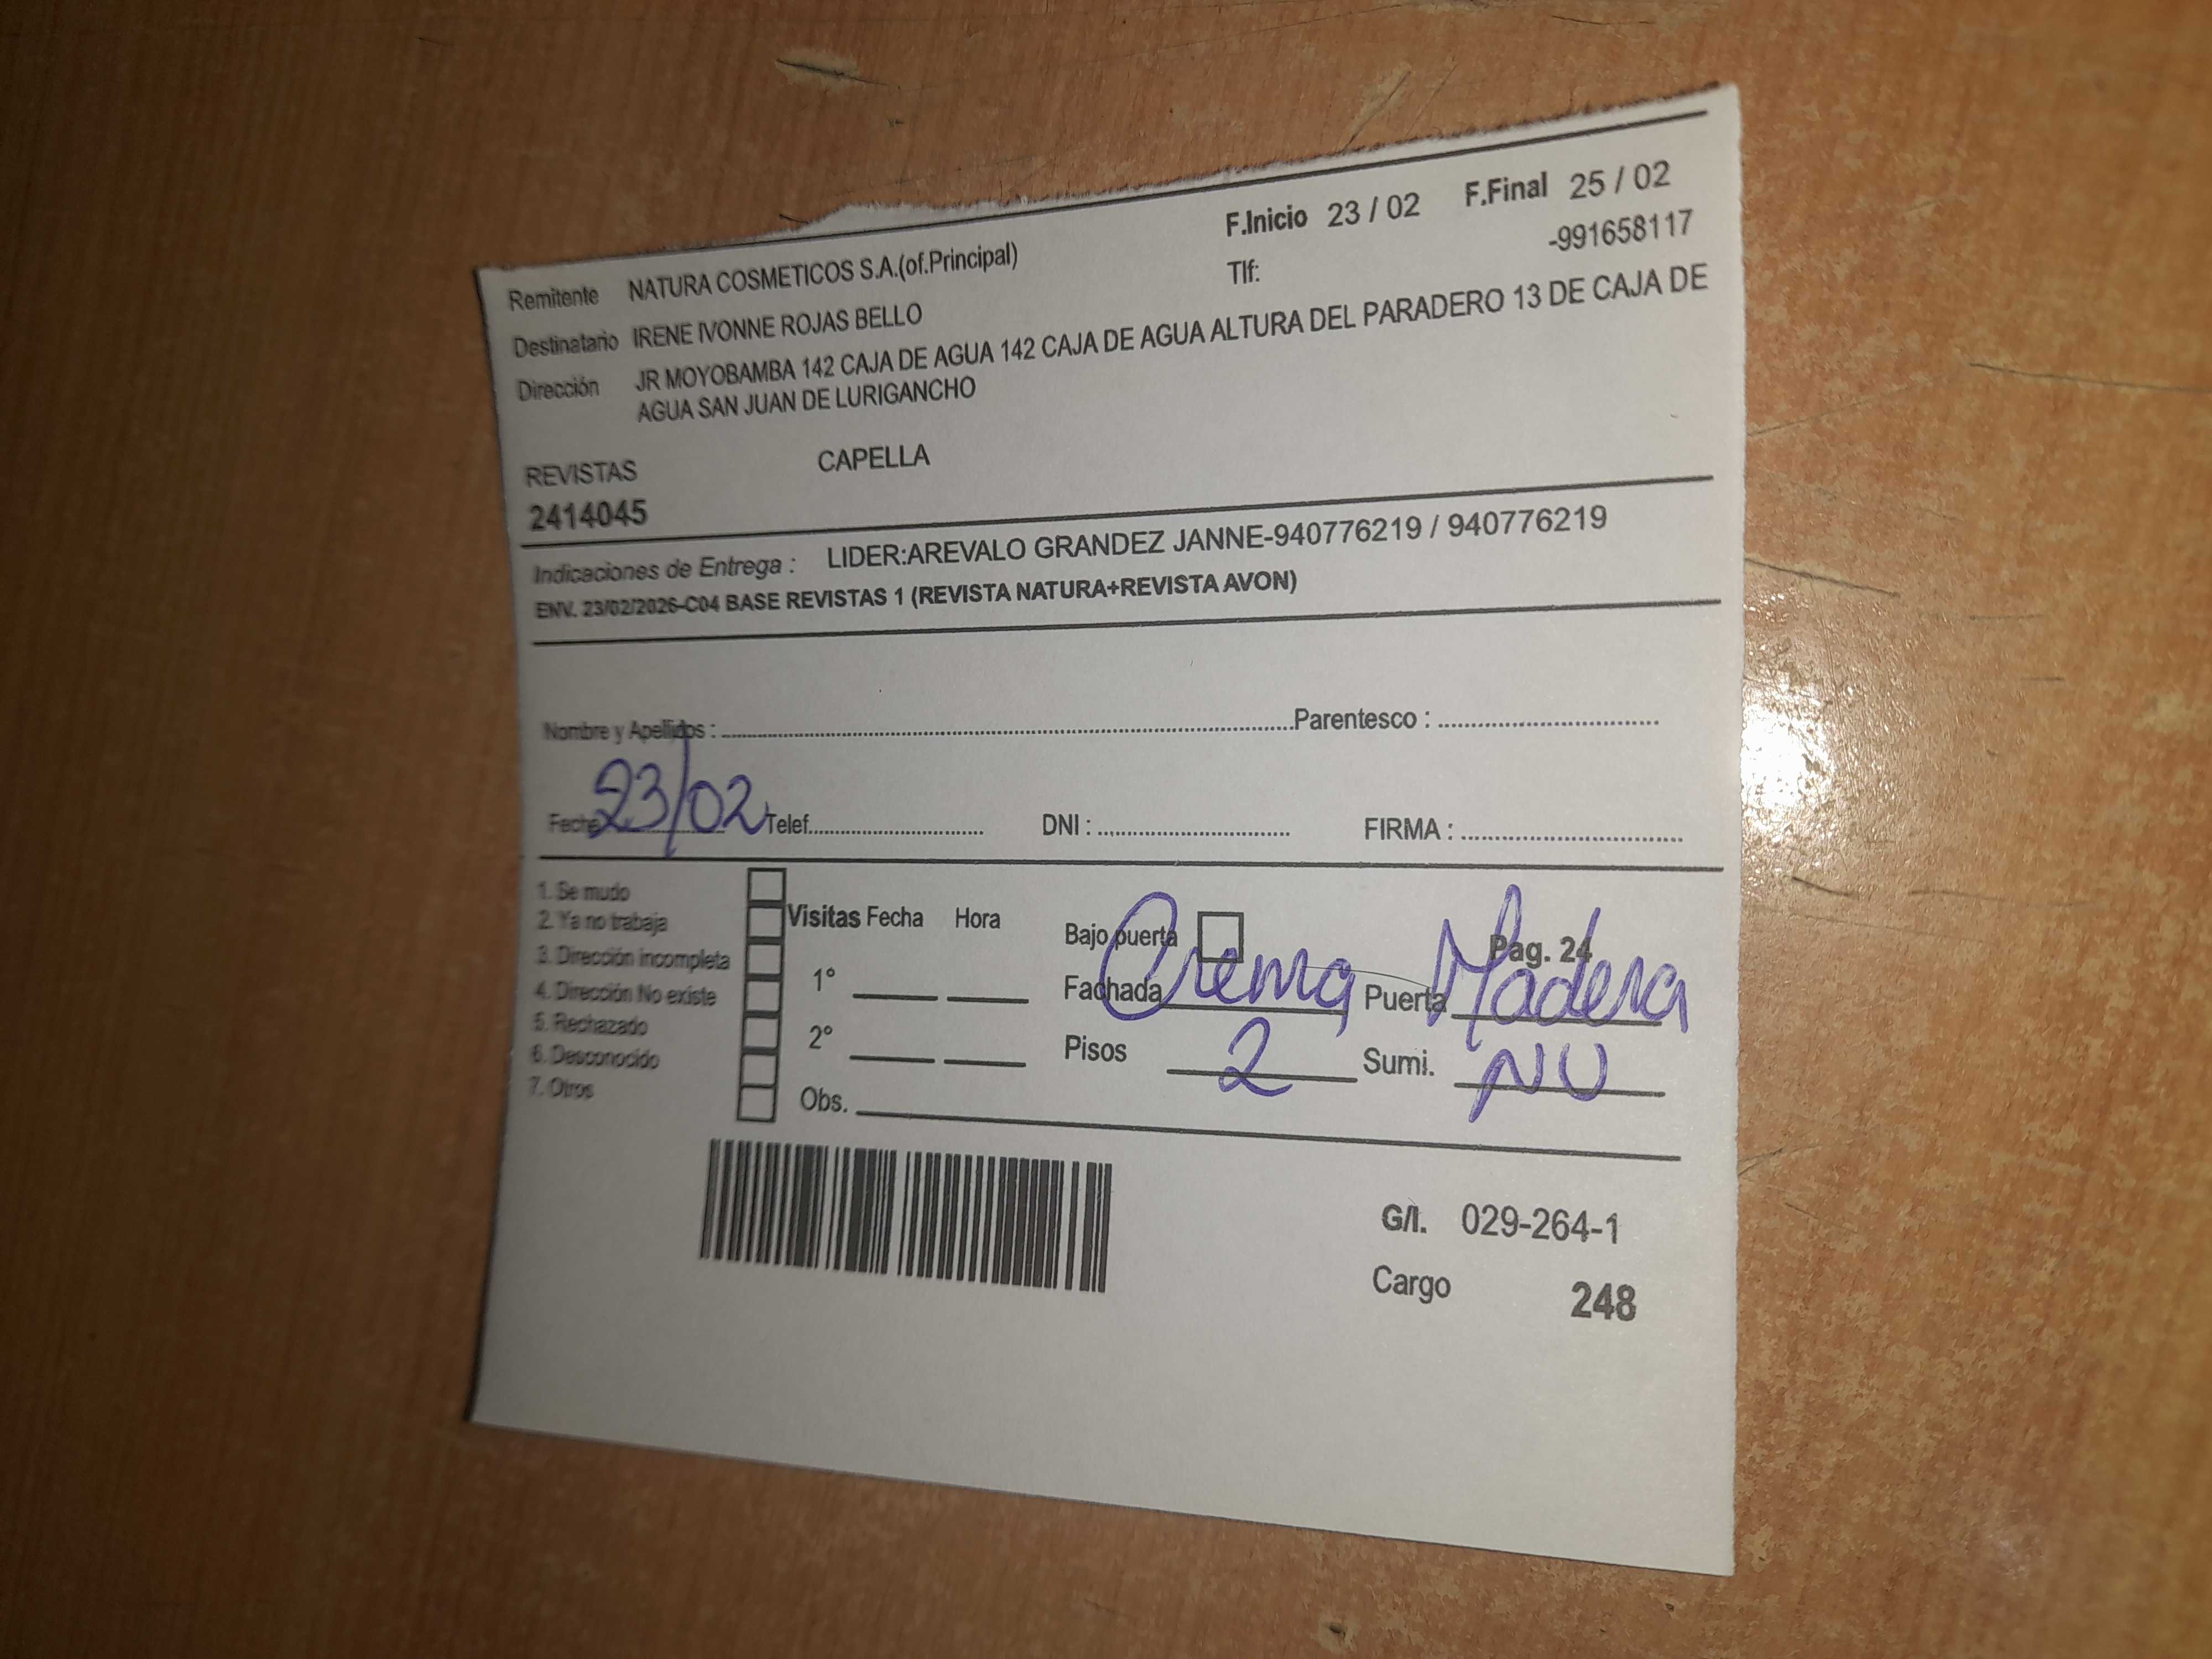 F.Inicio 23 / 02 F.Final 25 / 02
Remitente NATURA COSMETICOS S.A.(of.Principal) Tlf: -991658117
Destinatario IRENE IVONNE ROJAS BELLO
Dirección JR MOYOBAMBA 142 CAJA DE AGUA 142 CAJA DE AGUA ALTURA DEL PARADERO 13 DE CAJA DE
AGUA SAN JUAN DE LURIGANCHO
REVISTAS CAPELLA
2414045
Indicaciones de Entrega : LIDER:AREVALO GRANDEZ JANNE-940776219 / 940776219
ENV. 23/02/2026-C04 BASE REVISTAS 1 (REVISTA NATURA+REVISTA AVON)
Nombre y Apellidos : Parentesco :
Fecha 23/02 Telef. DNI : FIRMA :
1. Se mudo
2. Ya no trabaja
3. Dirección incompleta
4. Dirección No existe
5. Rechazado
6. Desconocido
7. Otros
Visitas Fecha Hora
1°
2°
Obs.
Bajo puerta Pag. 24
Fachada Crema Puerta Madera
Pisos 2 Sumi. NU
G/I. 029-264-1
Cargo 248